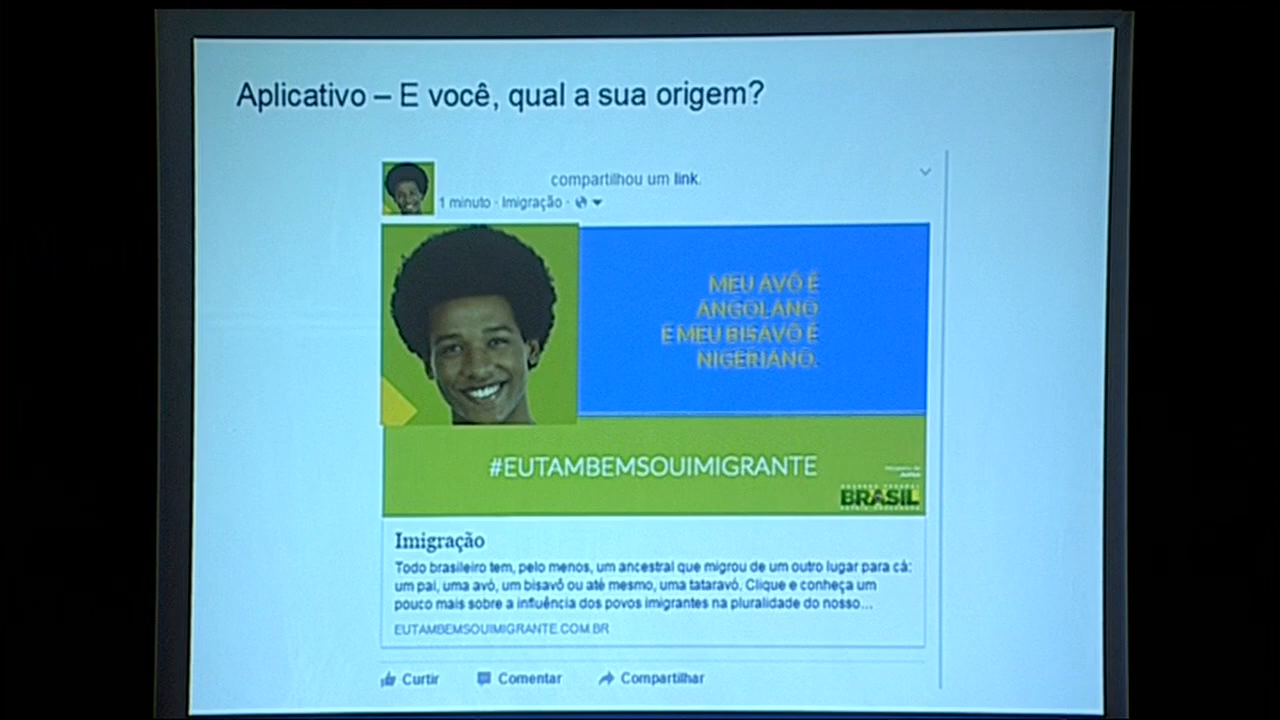 Aplicativo – E você, qual a sua origem?
compartilhou um link.
1 minuto · Imigração ·
MEU AVÔ É
ANGOLANO
E MEU BISAVÔ É
NIGERIANO.
#EUTAMBEMSOUIMIGRANTE
BRASIL
Imigração
Todo brasileiro tem, pelo menos, um ancestral que migrou de um outro lugar para cá:
um pai, uma avó, um bisavô ou até mesmo, uma tataravó. Clique e conheça um
pouco mais sobre a influência dos povos imigrantes na pluralidade do nosso...
EUTAMBEMSOUIMIGRANTE.COM.BR
Curtir
Comentar
Compartilhar